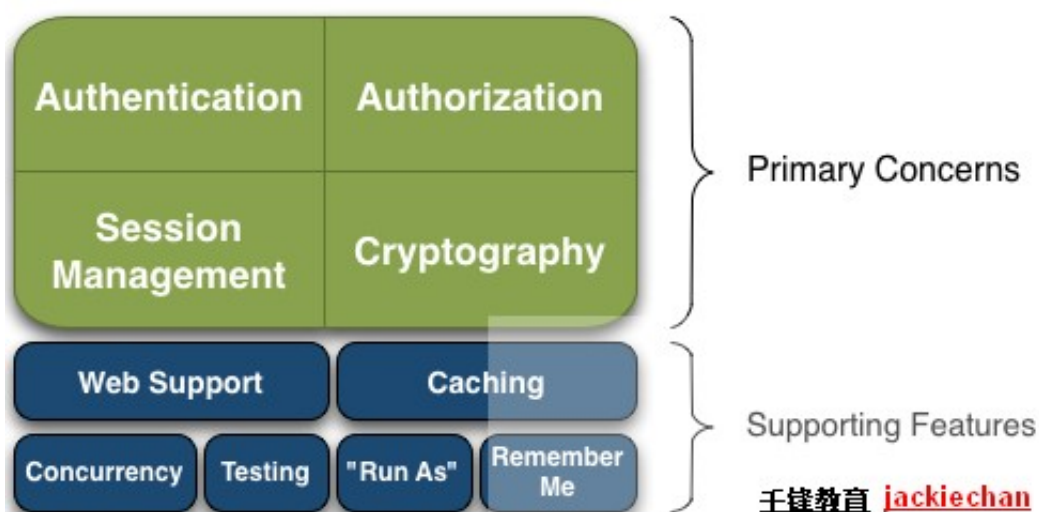 Authentication
Authorization
Session
Management
Cryptography
Primary Concerns
Web Support
Caching
Concurrency
Testing
"Run As"
Remember
Me
Supporting Features
千锋教育 jackiechan